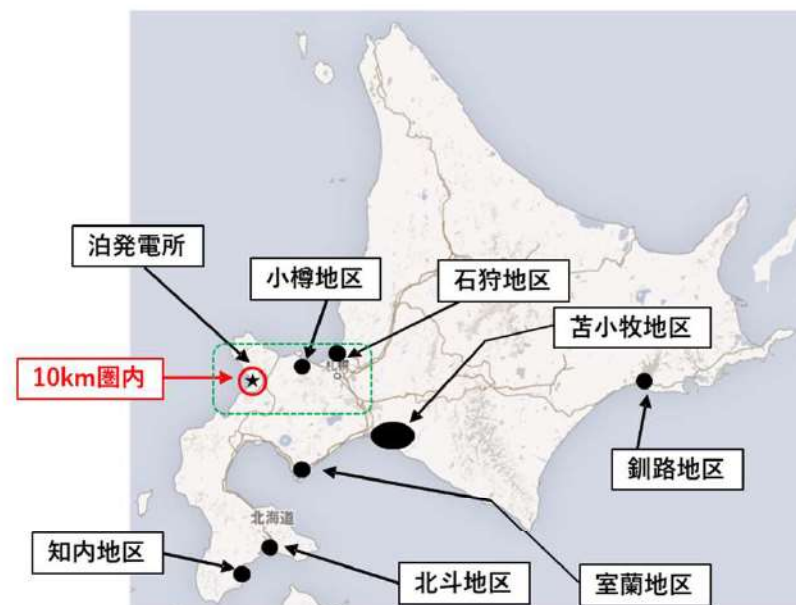 泊発電所
小樽地区
石狩地区
苫小牧地区
10km圏内
札幌
釧路地区
北海道
知内地区
北斗地区
室蘭地区